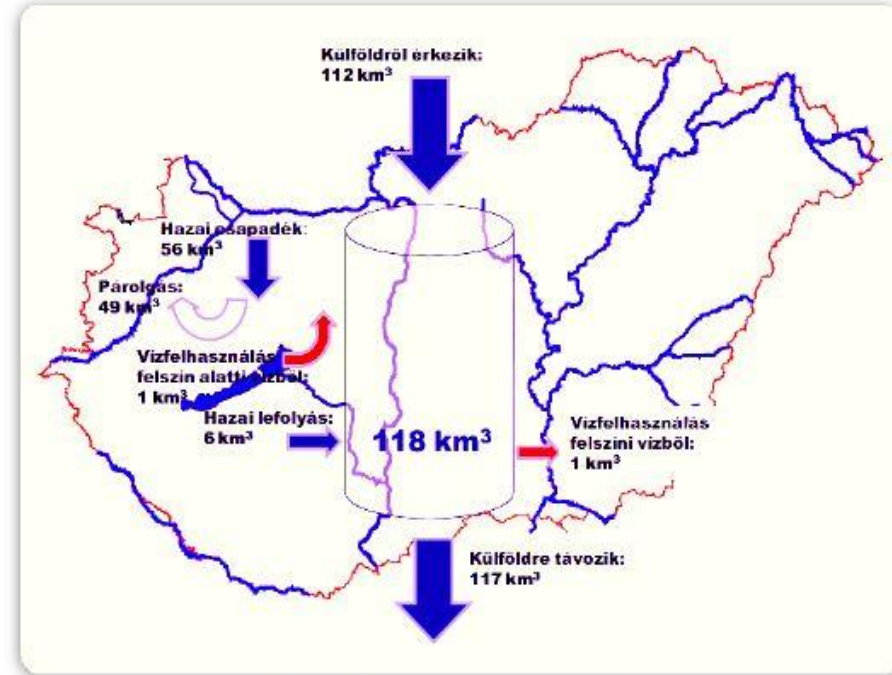 Külföldről érkezik:
112 km³
Hazai csapadék:
56 km³
Párolgás:
49 km³
Vízfelhasználás
felszín alatti vízből:
1 km³
Hazai lefolyás:
6 km³
118 km³
Vízfelhasználás
felszíni vízből:
1 km³
Külföldre távozik:
117 km³